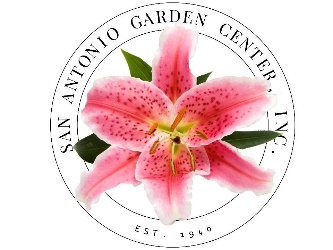 SAN ANTONIO GARDEN CENTER, INC.
EST. 1940